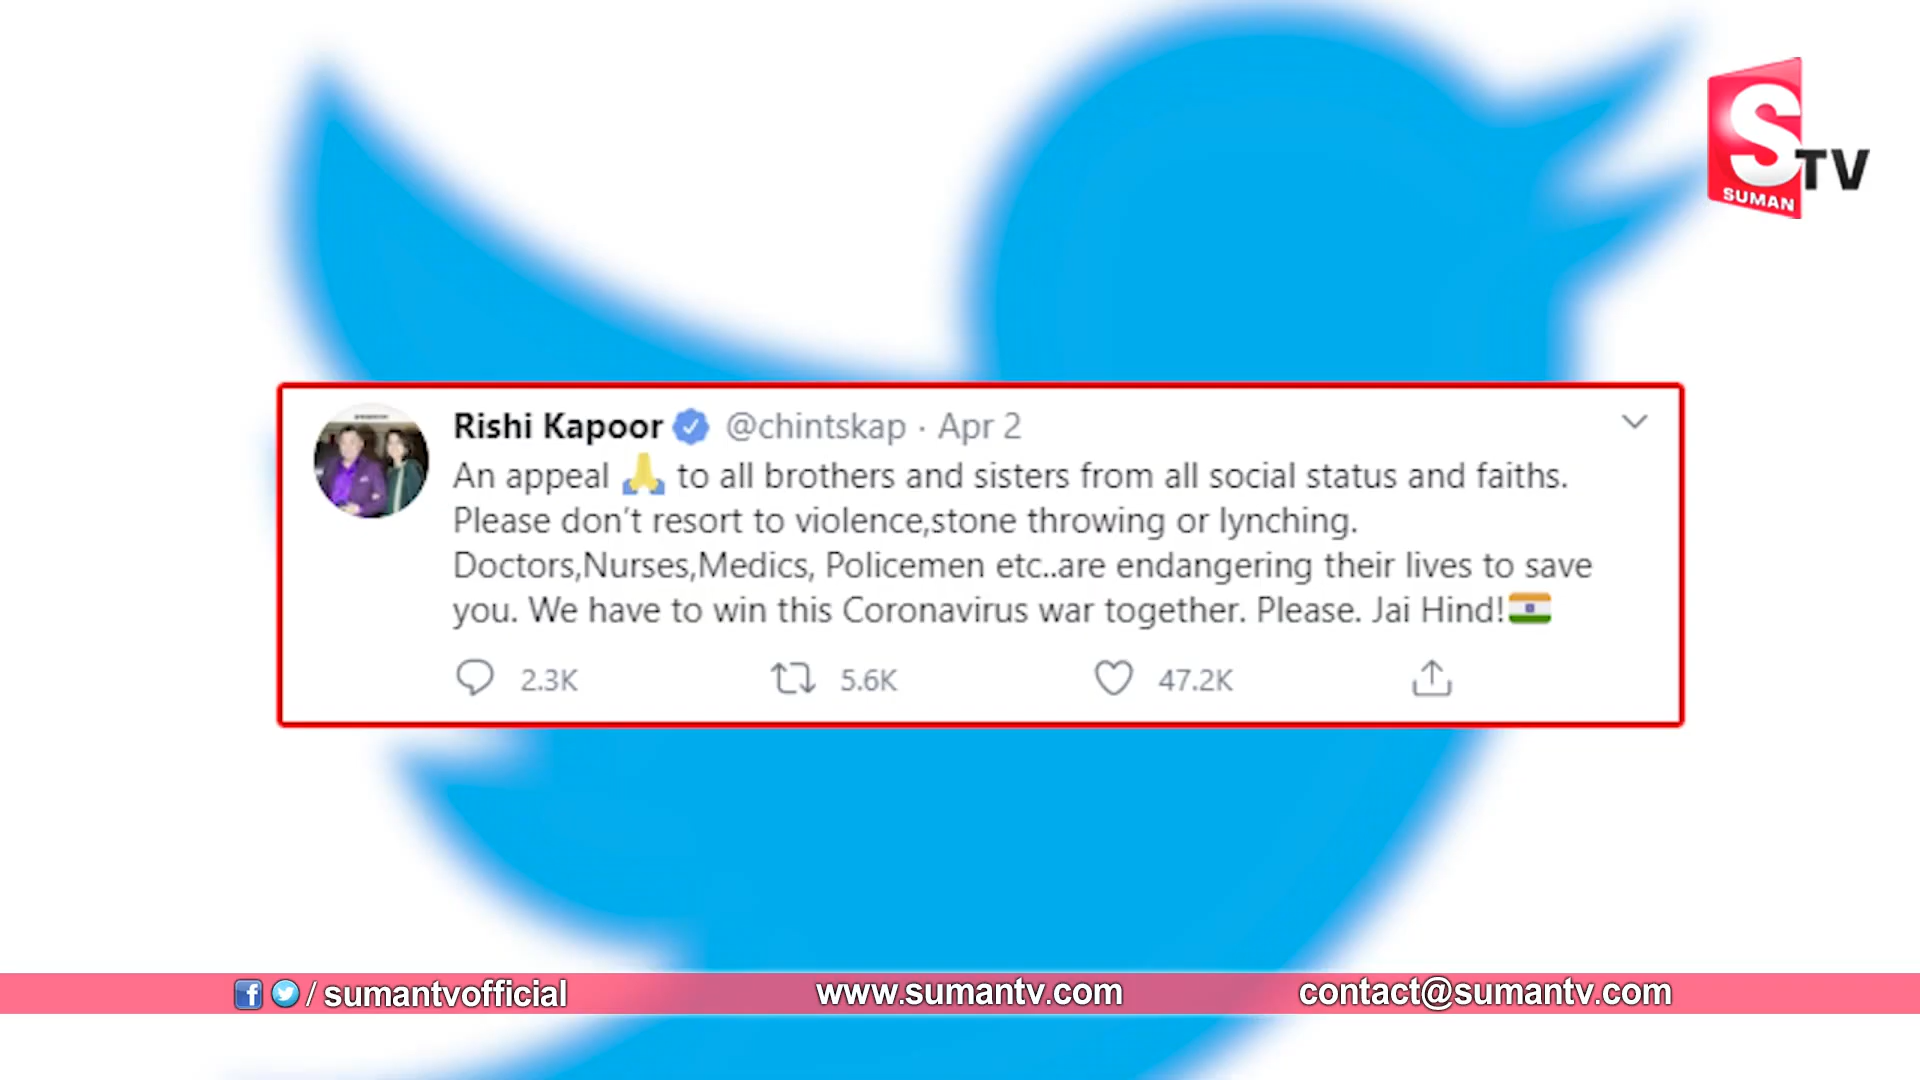 S
TV
SUMAN
Rishi Kapoor @chintskap · Apr 2
An appeal 🙏 to all brothers and sisters from all social status and faiths.
Please don't resort to violence,stone throwing or lynching.
Doctors,Nurses,Medics, Policemen etc..are endangering their lives to save
you. We have to win this Coronavirus war together. Please. Jai Hind!🇮🇳
2.3K 5.6K 47.2K
/ sumantvofficial www.sumantv.com contact@sumantv.com